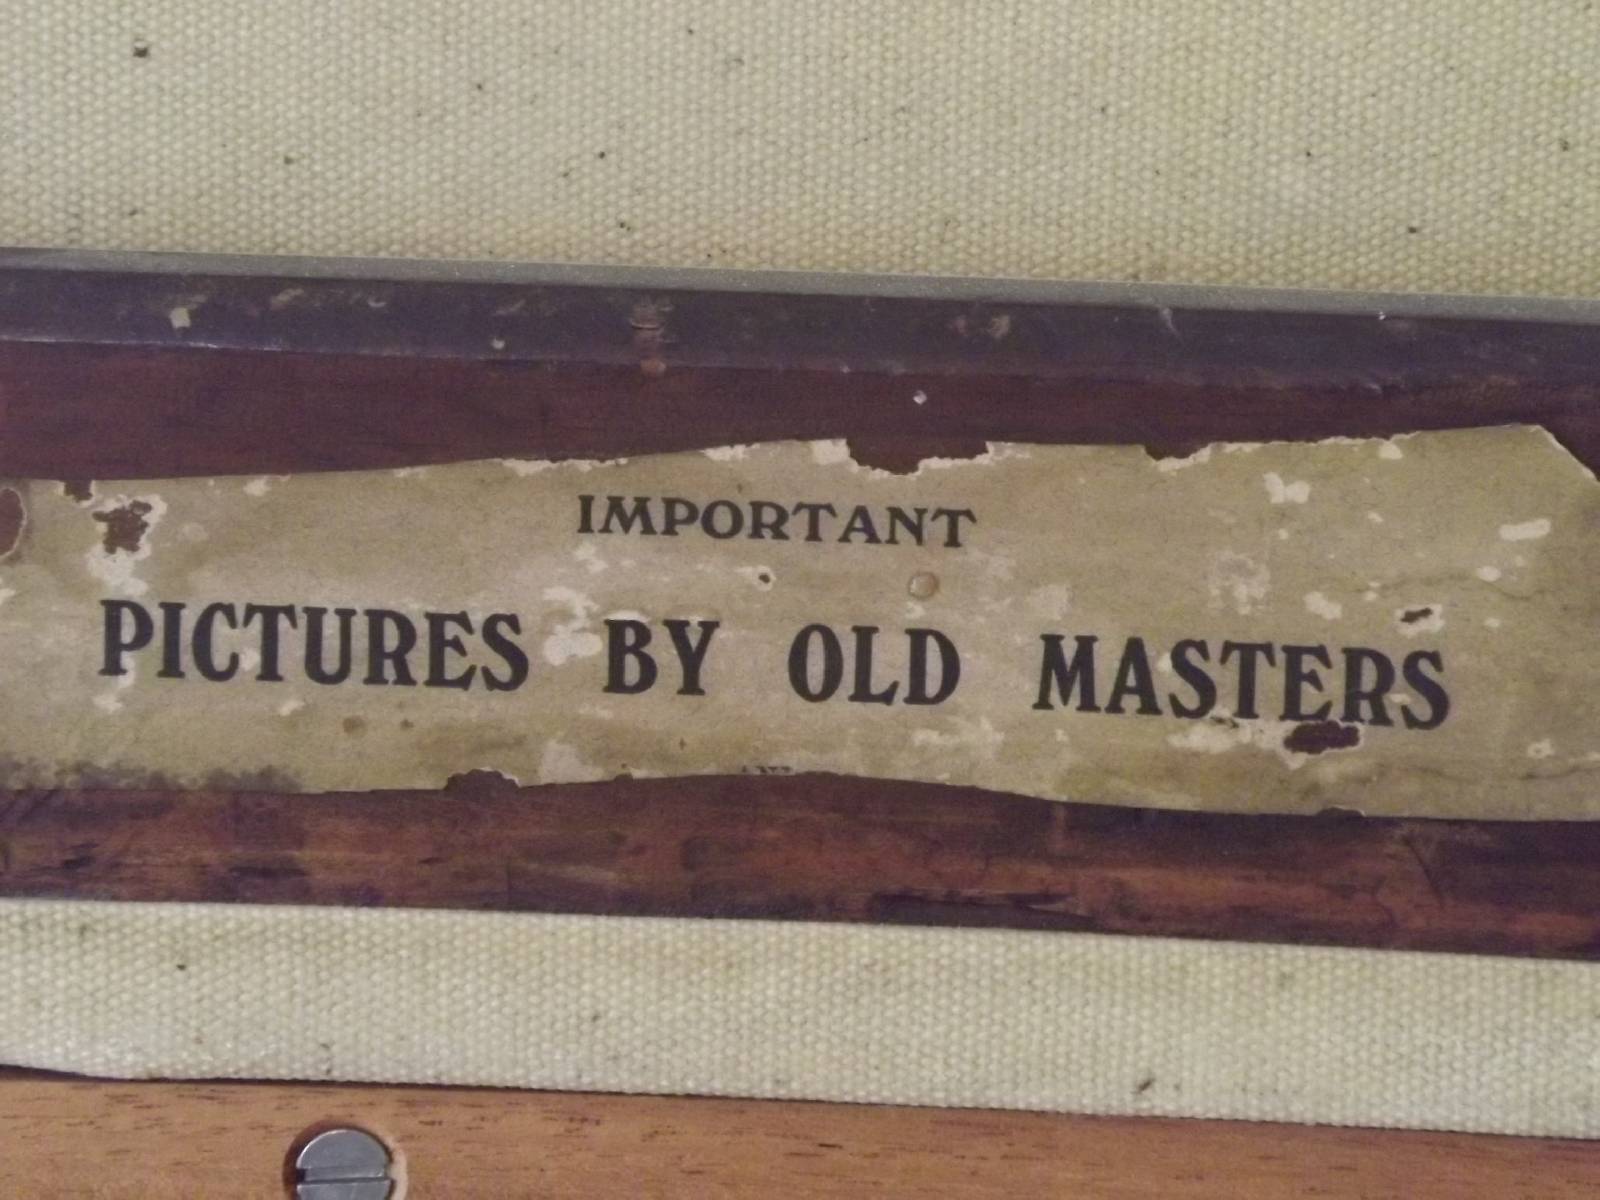 IMPORTANT
PICTURES BY OLD MASTERS